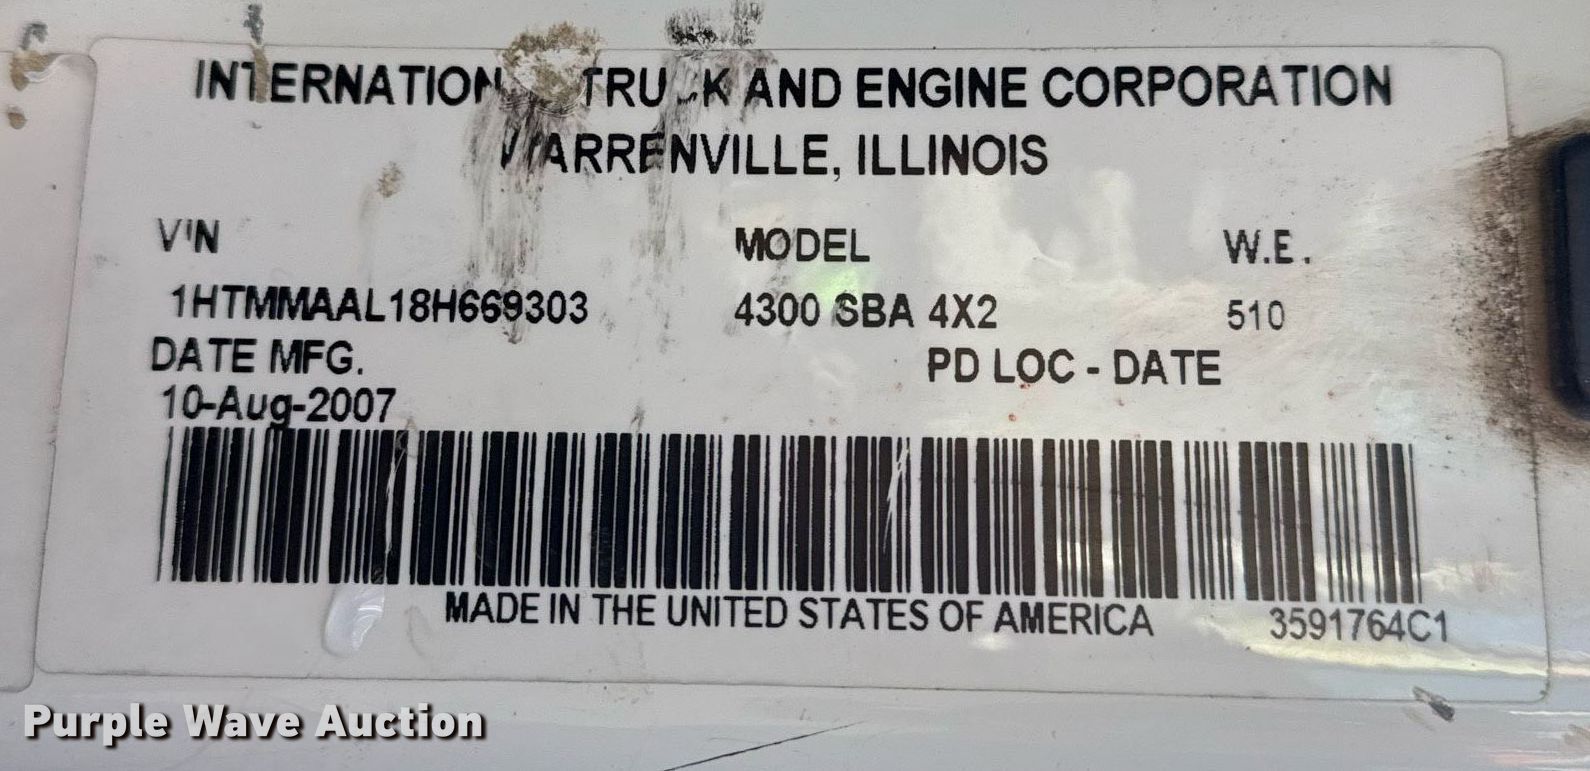 INTERNATION TRUCK AND ENGINE CORPORATION
WARRENVILLE, ILLINOIS
VIN MODEL W.E.
1HTMMAAL18H669303 4300 SBA 4X2 510
DATE MFG. PD LOC - DATE
10-Aug-2007
MADE IN THE UNITED STATES OF AMERICA 3591764C1
Purple Wave Auction